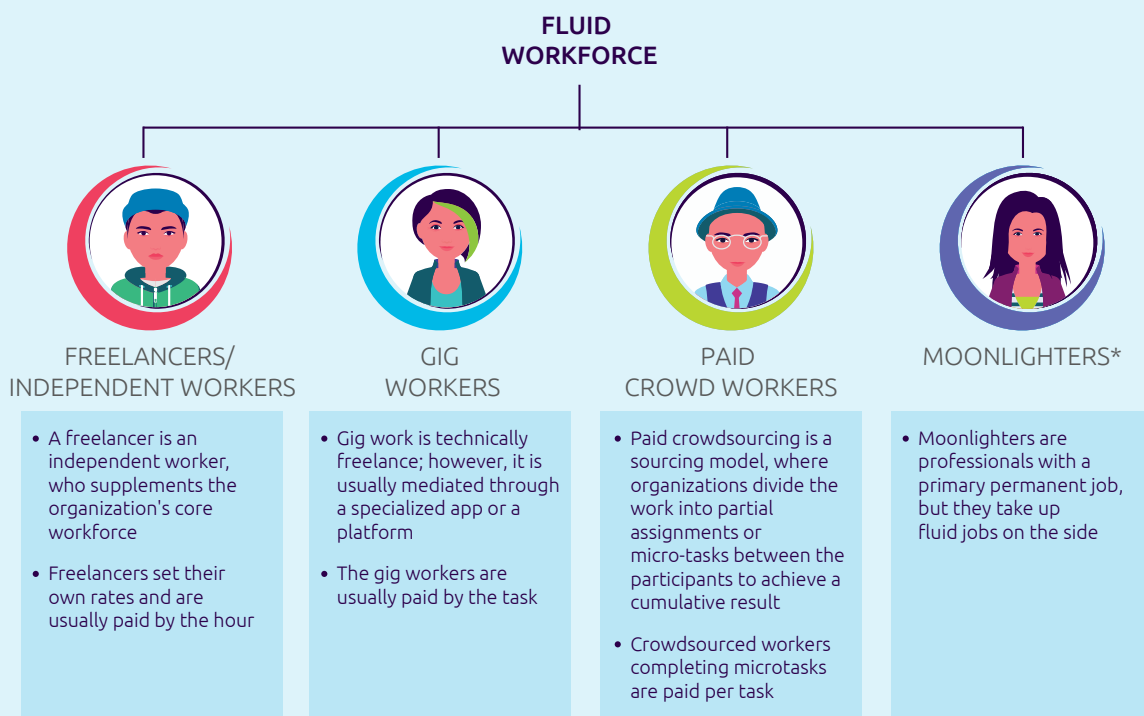 FLUID
WORKFORCE
FREELANCERS/
INDEPENDENT WORKERS
• A freelancer is an
independent worker,
who supplements the
organization's core
workforce
• Freelancers set their
own rates and are
usually paid by the hour
GIG
WORKERS
• Gig work is technically
freelance; however, it is
usually mediated through
a specialized app or a
platform
• The gig workers are
usually paid by the task
PAID
CROWD WORKERS
• Paid crowdsourcing is a
sourcing model, where
organizations divide the
work into partial
assignments or
micro-tasks between the
participants to achieve a
cumulative result
• Crowdsourced workers
completing microtasks
are paid per task
MOONLIGHTERS*
• Moonlighters are
professionals with a
primary permanent job,
but they take up
fluid jobs on the side